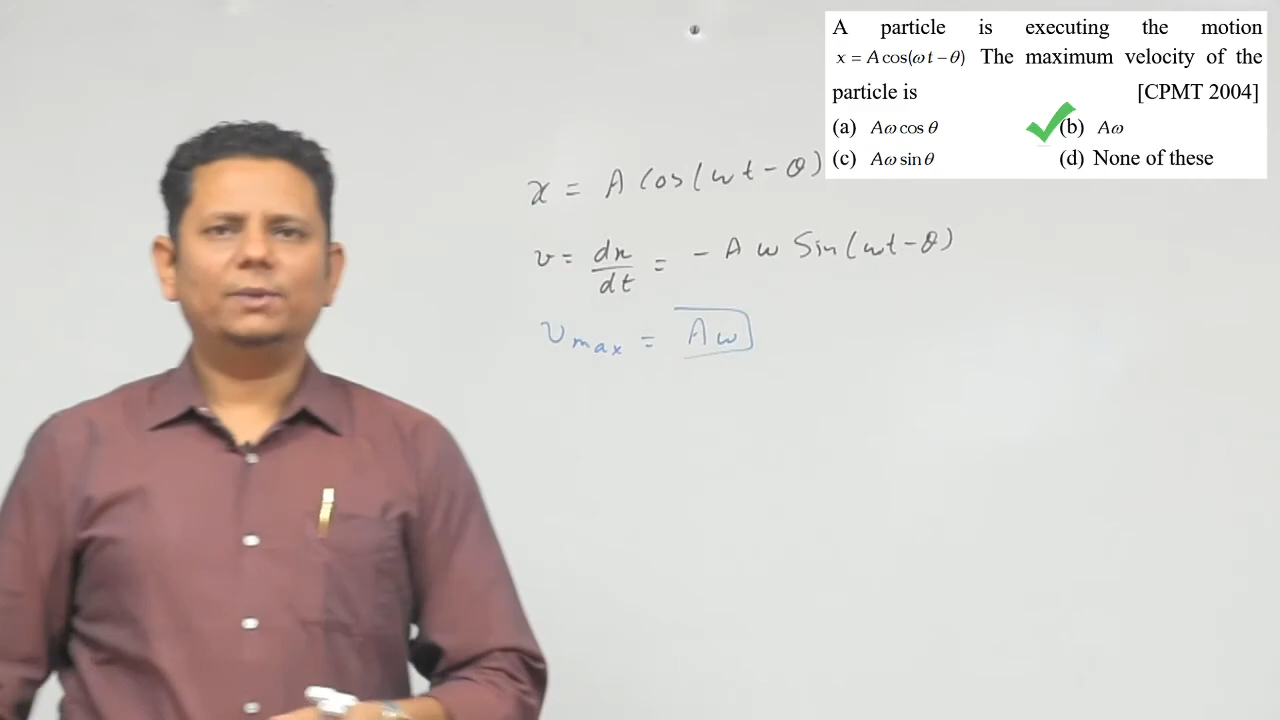 A particle is executing the motion
x = A cos(ωt − θ) The maximum velocity of the
particle is [CPMT 2004]
(a) Aω cos θ (b) Aω
(c) Aω sin θ (d) None of these
x = A Cos(ωt − θ)
v = dx/dt = − A ω Sin(ωt − θ)
vmax = Aω